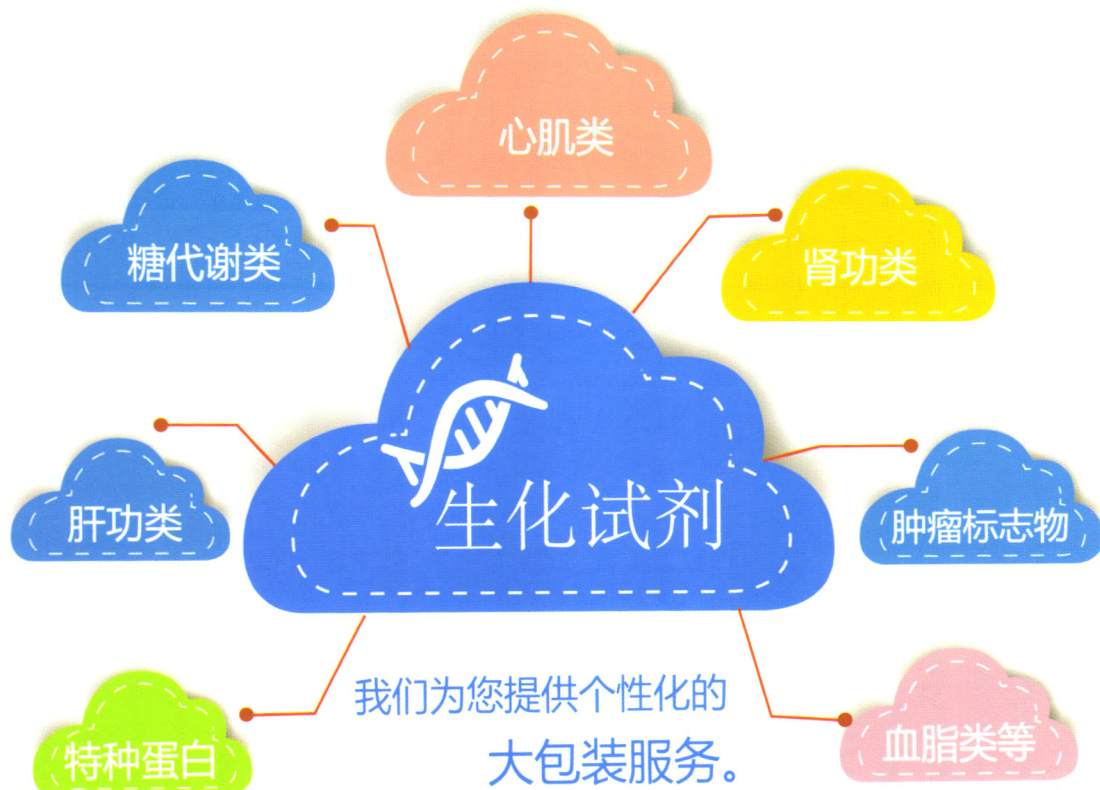 心肌类
糖代谢类
肾功类
生化试剂
肝功类
肿瘤标志物
我们为您提供个性化的
大包装服务。
特种蛋白
血脂类等